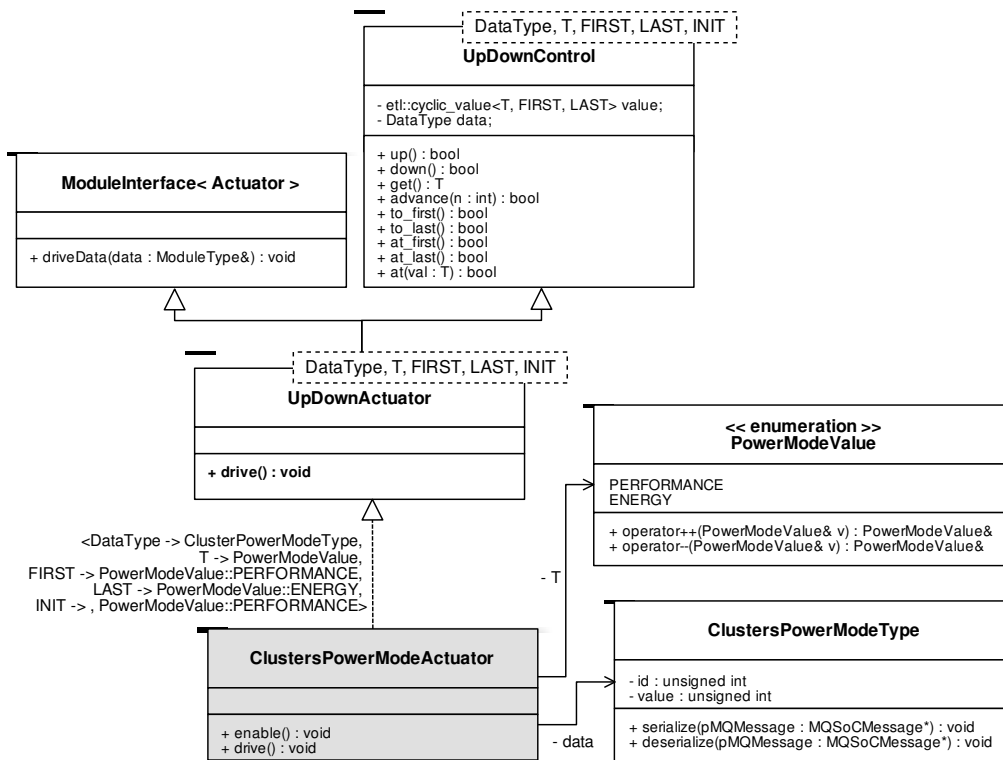 DataType, T, FIRST, LAST, INIT
UpDownControl
- etl::cyclic_value<T, FIRST, LAST> value;
- DataType data;
+ up() : bool
+ down() : bool
+ get() : T
+ advance(n : int) : bool
+ to_first() : bool
+ to_last() : bool
+ at_first() : bool
+ at_last() : bool
+ at(val : T) : bool
ModuleInterface< Actuator >
+ driveData(data : ModuleType&) : void
DataType, T, FIRST, LAST, INIT
UpDownActuator
+ drive() : void
<< enumeration >>
PowerModeValue
PERFORMANCE
ENERGY
+ operator++(PowerModeValue& v) : PowerModeValue&
+ operator--(PowerModeValue& v) : PowerModeValue&
<DataType -> ClusterPowerModeType,
T -> PowerModeValue,
FIRST -> PowerModeValue::PERFORMANCE,
LAST -> PowerModeValue::ENERGY,
INIT -> , PowerModeValue::PERFORMANCE>
- T
ClustersPowerModeActuator
+ enable() : void
+ drive() : void
- data
ClustersPowerModeType
- id : unsigned int
- value : unsigned int
+ serialize(pMQMessage : MQSoCMessage*) : void
+ deserialize(pMQMessage : MQSoCMessage*) : void